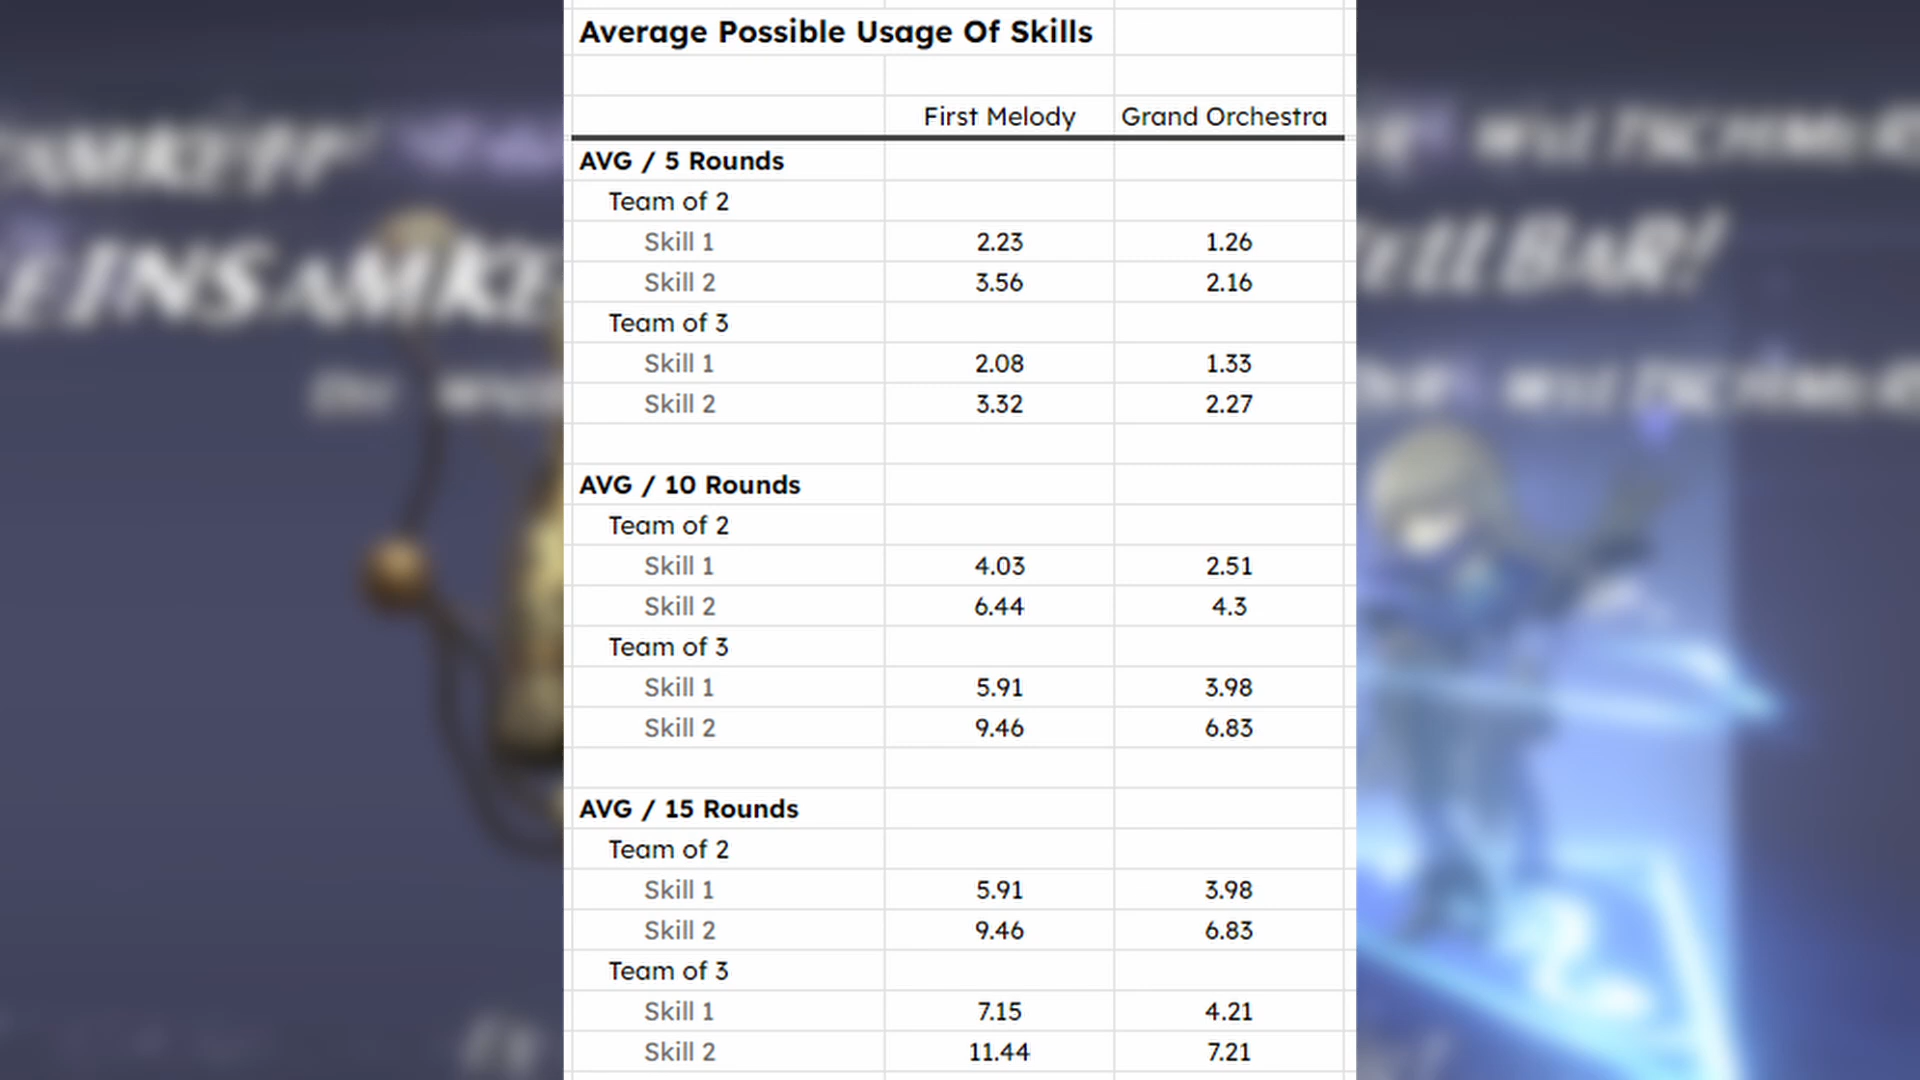 Average Possible Usage Of Skills
First Melody Grand Orchestra
AVG / 5 Rounds
Team of 2
Skill 1 2.23 1.26
Skill 2 3.56 2.16
Team of 3
Skill 1 2.08 1.33
Skill 2 3.32 2.27
AVG / 10 Rounds
Team of 2
Skill 1 4.03 2.51
Skill 2 6.44 4.3
Team of 3
Skill 1 5.91 3.98
Skill 2 9.46 6.83
AVG / 15 Rounds
Team of 2
Skill 1 5.91 3.98
Skill 2 9.46 6.83
Team of 3
Skill 1 7.15 4.21
Skill 2 11.44 7.21